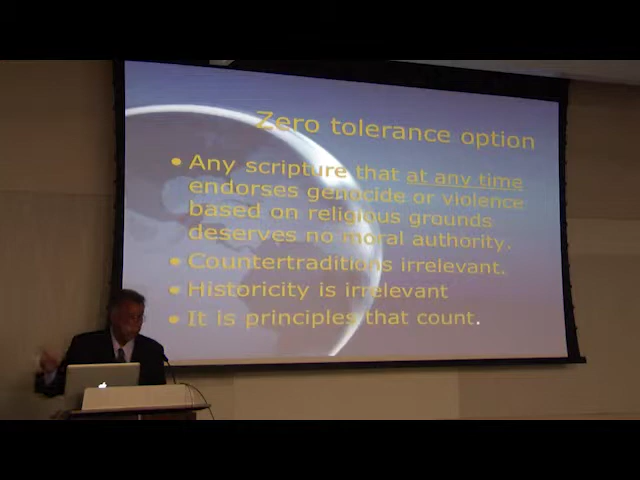 Zero tolerance option
• Any scripture that at any time
endorses genocide or violence
based on religious grounds
deserves no moral authority.
• Countertraditions irrelevant.
• Historicity is irrelevant
• It is principles that count.